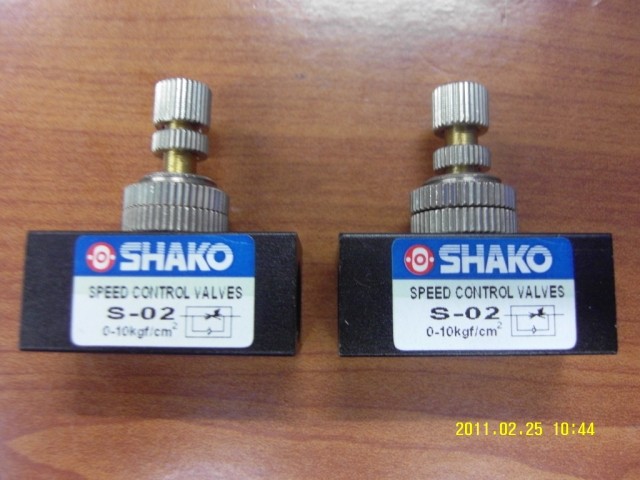 SHAKO
SPEED CONTROL VALVES
S-02
0-10kgf/cm²
SHAKO
SPEED CONTROL VALVES
S-02
0-10kgf/cm²
2011.02.25 10:44